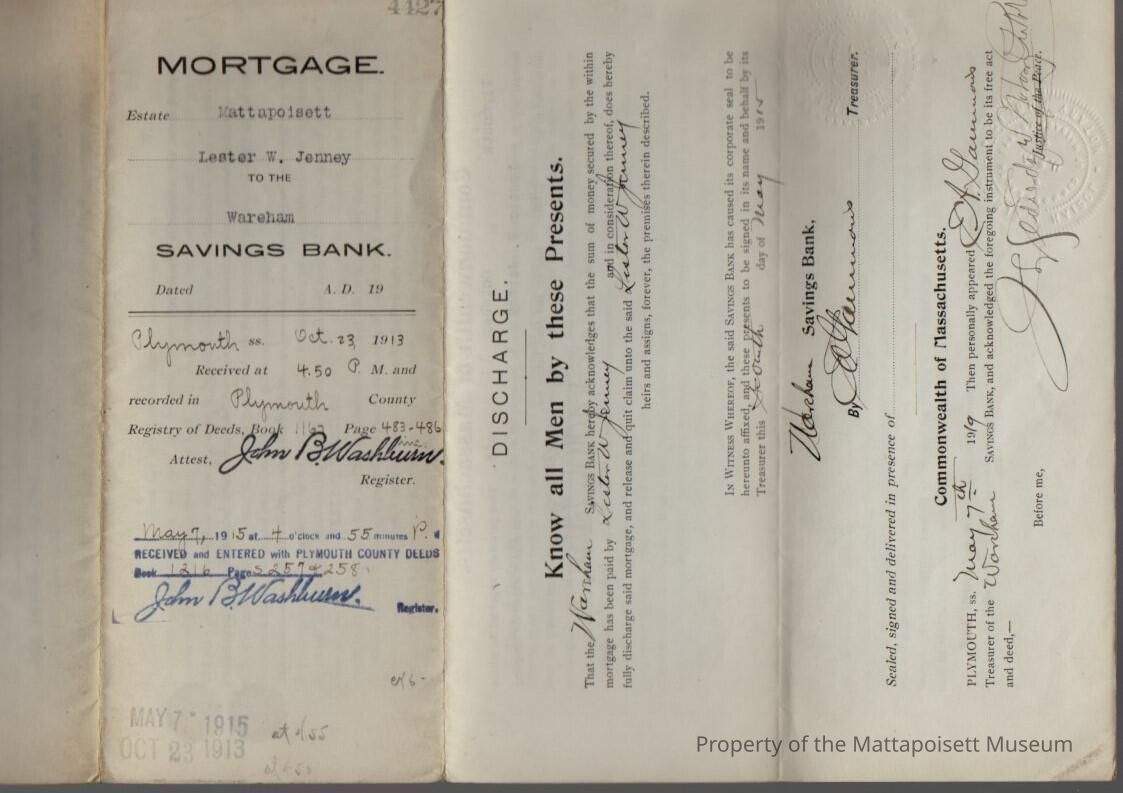 4427
MORTGAGE.
Estate Mattapoisett
Lester W. Jenney
TO THE
Wareham
SAVINGS BANK.
Dated A. D. 19
Plymouth ss. Oct. 23 1913
Received at 4.50 P. M. and
recorded in Plymouth County
Registry of Deeds, Book 1162 Page 483-486
Attest, John B. Washburn.
Register.
May 7, 1915 at 4 o'clock and 55 minutes P.
RECEIVED and ENTERED with PLYMOUTH COUNTY DEEDS
Book 1216 Pages 257 & 258
John B. Washburn.
Register.
MAY 7 1915
at 4/55
OCT 23 1913
DISCHARGE.
Know all Men by these Presents.
That the Wareham SAVINGS BANK hereby acknowledges that the sum of money secured by the within
mortgage has been paid by Lester W Jenney and in consideration thereof, does hereby
fully discharge said mortgage, and release and quit claim unto the said Lester W Jenney
heirs and assigns, forever, the premises therein described.
IN WITNESS WHEREOF, the said SAVINGS BANK has caused its corporate seal to be
hereunto affixed, and these presents to be signed in its name and behalf by its
Treasurer this day of May 1915
Wareham Savings Bank,
By Treasurer.
Sealed, signed and delivered in presence of
Commonwealth of Massachusetts.
PLYMOUTH, ss. May 7th 19 Then personally appeared
Treasurer of the Wareham SAVINGS BANK, and acknowledged the foregoing instrument to be its free act
and deed,—
Before me,
Justice of the Peace.
Property of the Mattapoisett Museum